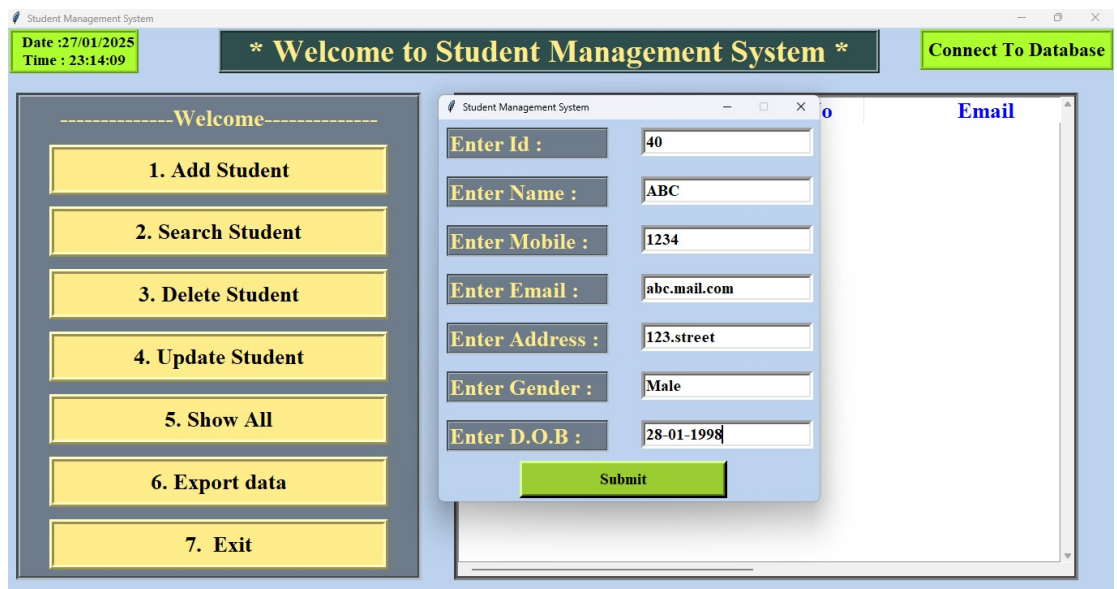 Student Management System
Date :27/01/2025
Time : 23:14:09
* Welcome to Student Management System *
Connect To Database
--------------Welcome--------------
1. Add Student
2. Search Student
3. Delete Student
4. Update Student
5. Show All
6. Export data
7. Exit
Student Management System
Enter Id : 40
Enter Name : ABC
Enter Mobile : 1234
Enter Email : abc.mail.com
Enter Address : 123.street
Enter Gender : Male
Enter D.O.B : 28-01-1998
Submit
Email